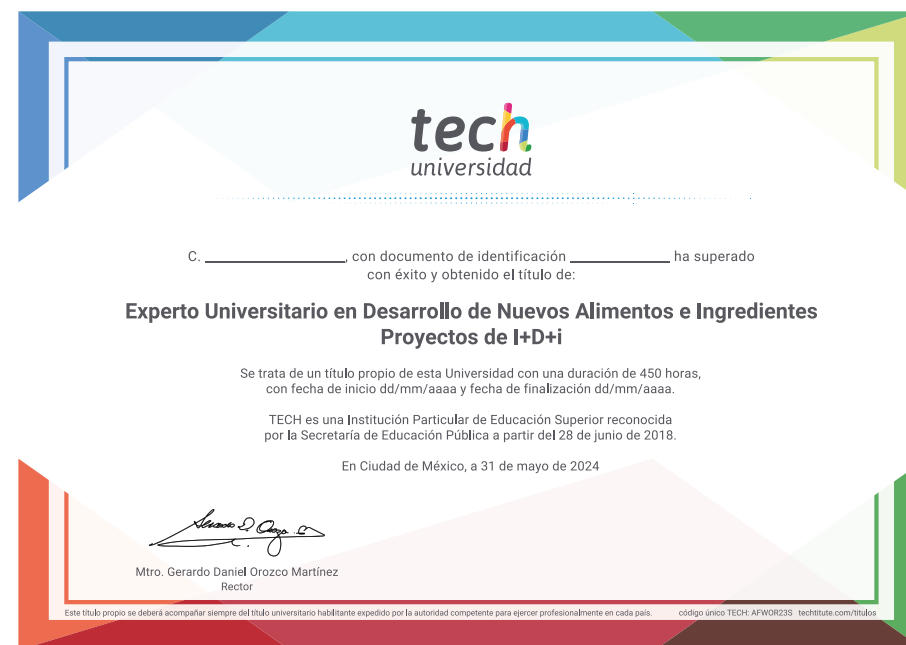 tech
universidad
C. ____________, con documento de identificación ____________ ha superado
con éxito y obtenido el título de:
Experto Universitario en Desarrollo de Nuevos Alimentos e Ingredientes
Proyectos de I+D+i
Se trata de un título propio de esta Universidad con una duración de 450 horas,
con fecha de inicio dd/mm/aaaa y fecha de finalización dd/mm/aaaa.
TECH es una Institución Particular de Educación Superior reconocida
por la Secretaría de Educación Pública a partir del 28 de junio de 2018.
En Ciudad de México, a 31 de mayo de 2024
Mtro. Gerardo Daniel Orozco Martínez
Rector
Este título propio se deberá acompañar siempre del título universitario habilitante expedido por la autoridad competente para ejercer profesionalmente en cada país. código único TECH: AFWOR23S techtitute.com/titulos